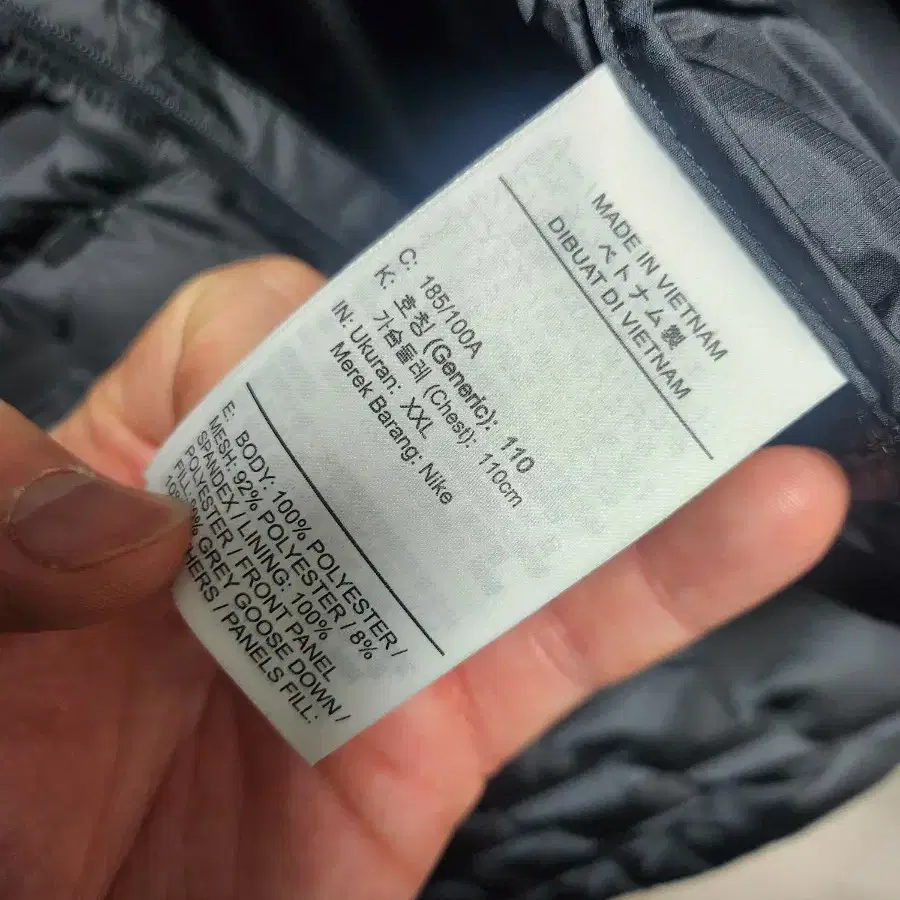 MADE IN VIETNAM
ベトナム製
DIBUAT DI VIETNAM
C: 185/100A
K: 호칭 (Generic): 110
가슴둘레 (Chest): 110cm
IN: Ukuran: XXL
Merek Barang: Nike
E: BODY: 100% POLYESTER /
MESH: 92% POLYESTER / 8%
SPANDEX / LINING: 100%
POLYESTER / FRONT PANEL
GREY GOOSE DOWN /
/ PANELS FILL: